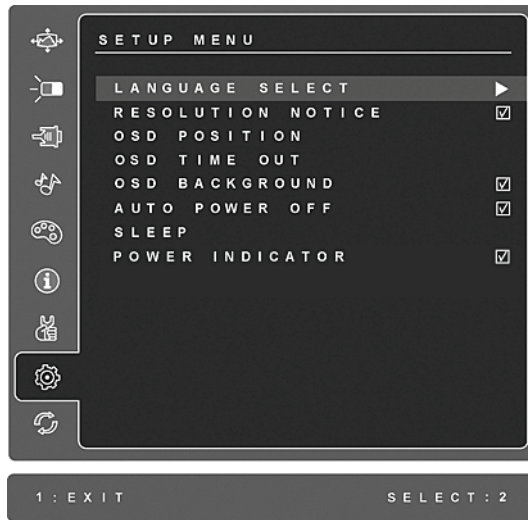 SETUP MENU
LANGUAGE SELECT
RESOLUTION NOTICE
OSD POSITION
OSD TIME OUT
OSD BACKGROUND
AUTO POWER OFF
SLEEP
POWER INDICATOR
1:EXIT SELECT:2